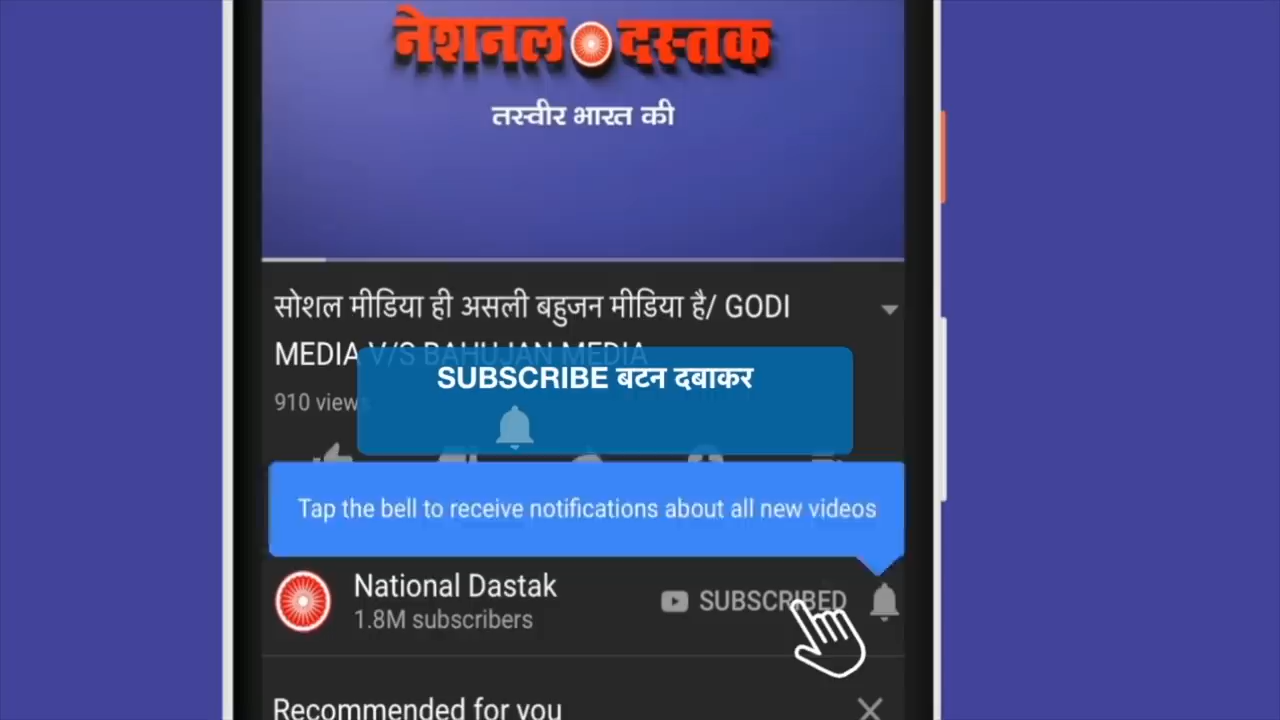 नेशनल दस्तक
तस्वीर भारत की
सोशल मीडिया ही असली बहुजन मीडिया है/ GODI
MEDIA V/S BAHUJAN MEDIA
910 views
SUBSCRIBE बटन दबाकर
Tap the bell to receive notifications about all new videos
National Dastak
1.8M subscribers
SUBSCRIBED
Recommended for you